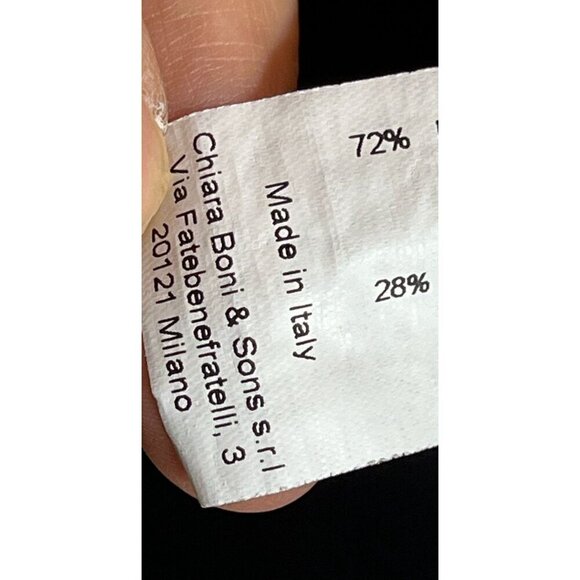 72%
28%
Made in Italy
Chiara Boni & Sons s.r.l
Via Fatebenefratelli, 3
20121 Milano